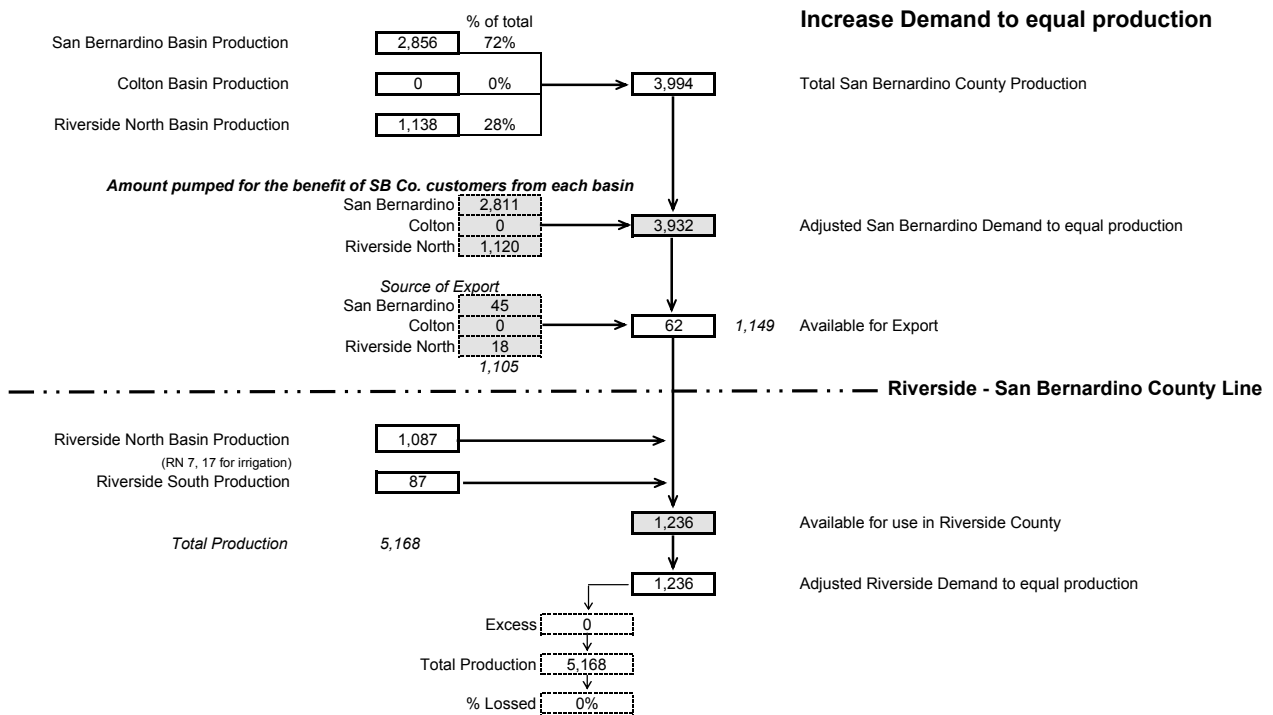 % of total
Increase Demand to equal production
San Bernardino Basin Production 2,856 72%
Colton Basin Production 0 0% 3,994 Total San Bernardino County Production
Riverside North Basin Production 1,138 28%
Amount pumped for the benefit of SB Co. customers from each basin
San Bernardino 2,811
Colton 0 3,932 Adjusted San Bernardino Demand to equal production
Riverside North 1,120
Source of Export
San Bernardino 45
Colton 0 62 1,149 Available for Export
Riverside North 18
1,105
Riverside - San Bernardino County Line
Riverside North Basin Production 1,087
(RN 7, 17 for irrigation)
Riverside South Production 87
1,236 Available for use in Riverside County
Total Production 5,168
1,236 Adjusted Riverside Demand to equal production
Excess 0
Total Production 5,168
% Lossed 0%